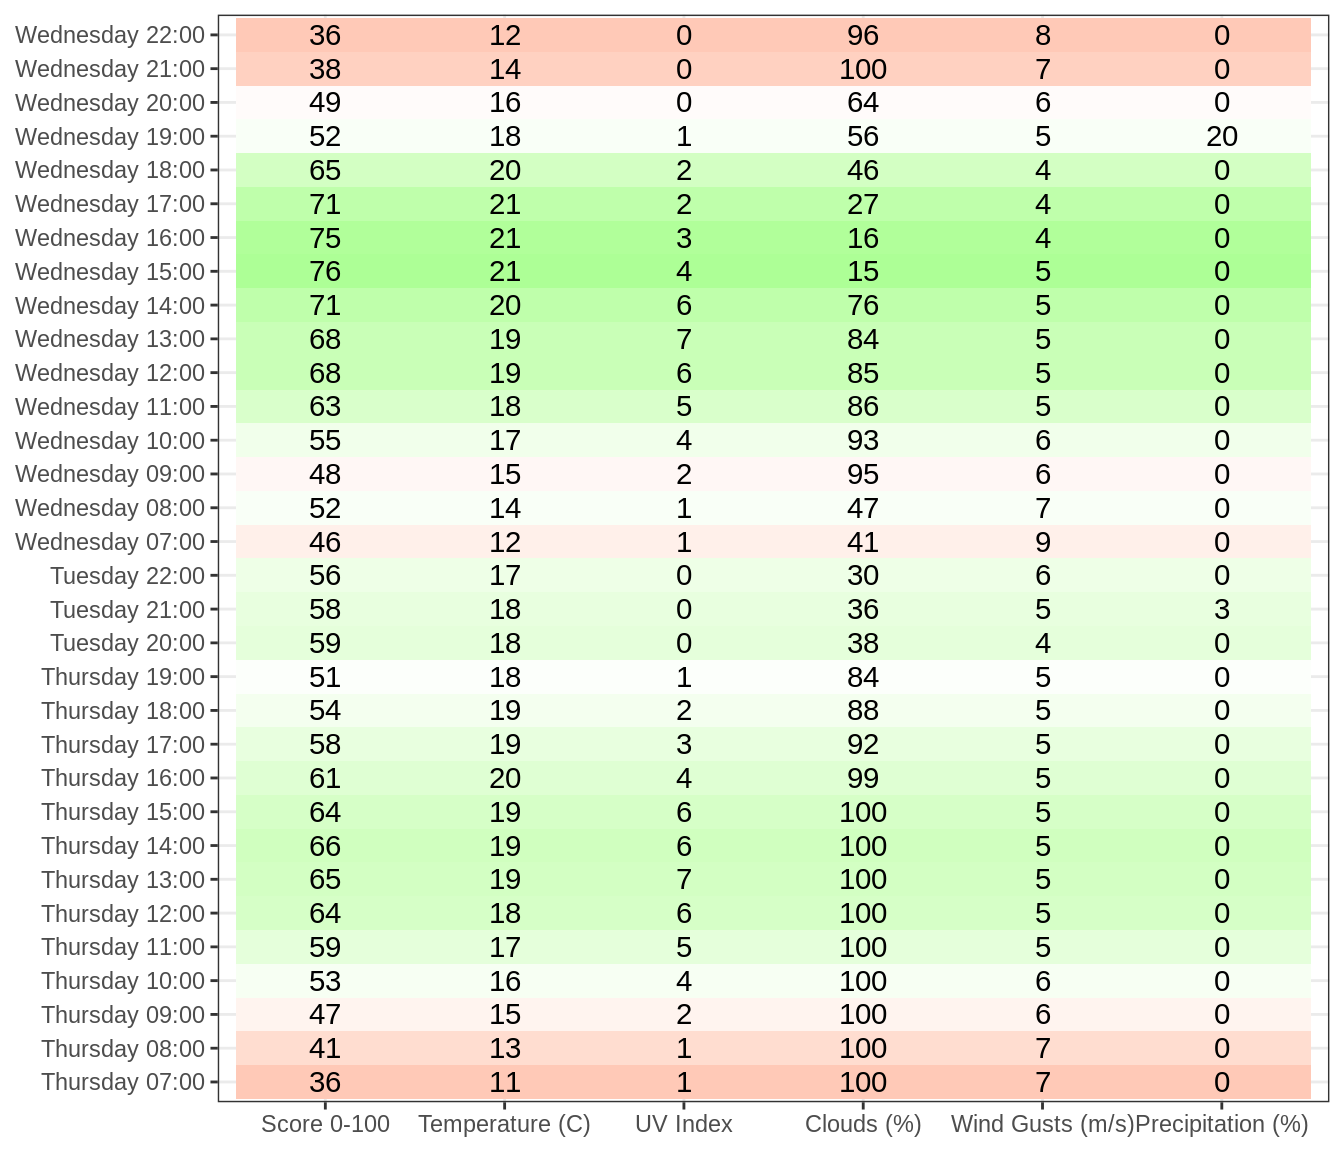 Wednesday 22:00 36 12 0 96 8 0
Wednesday 21:00 38 14 0 100 7 0
Wednesday 20:00 49 16 0 64 6 0
Wednesday 19:00 52 18 1 56 5 20
Wednesday 18:00 65 20 2 46 4 0
Wednesday 17:00 71 21 2 27 4 0
Wednesday 16:00 75 21 3 16 4 0
Wednesday 15:00 76 21 4 15 5 0
Wednesday 14:00 71 20 6 76 5 0
Wednesday 13:00 68 19 7 84 5 0
Wednesday 12:00 68 19 6 85 5 0
Wednesday 11:00 63 18 5 86 5 0
Wednesday 10:00 55 17 4 93 6 0
Wednesday 09:00 48 15 2 95 6 0
Wednesday 08:00 52 14 1 47 7 0
Wednesday 07:00 46 12 1 41 9 0
Tuesday 22:00 56 17 0 30 6 0
Tuesday 21:00 58 18 0 36 5 3
Tuesday 20:00 59 18 0 38 4 0
Thursday 19:00 51 18 1 84 5 0
Thursday 18:00 54 19 2 88 5 0
Thursday 17:00 58 19 3 92 5 0
Thursday 16:00 61 20 4 99 5 0
Thursday 15:00 64 19 6 100 5 0
Thursday 14:00 66 19 6 100 5 0
Thursday 13:00 65 19 7 100 5 0
Thursday 12:00 64 18 6 100 5 0
Thursday 11:00 59 17 5 100 5 0
Thursday 10:00 53 16 4 100 6 0
Thursday 09:00 47 15 2 100 6 0
Thursday 08:00 41 13 1 100 7 0
Thursday 07:00 36 11 1 100 7 0
Score 0-100 Temperature (C) UV Index Clouds (%) Wind Gusts (m/s) Precipitation (%)